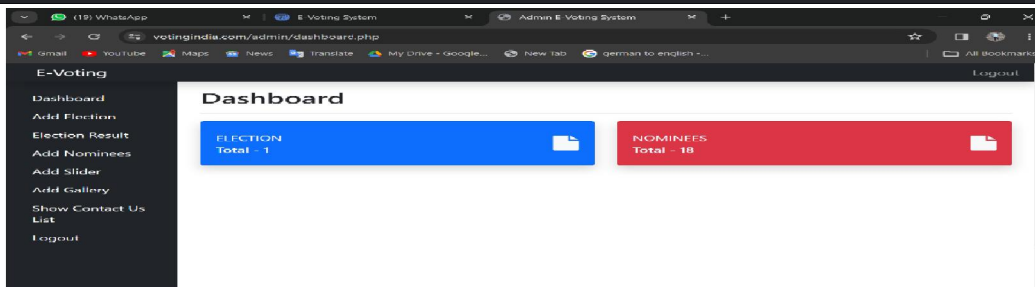 (19) WhatsApp
E-Voting System
Admin E-Voting System
votingindia.com/admin/dashboard.php
Gmail
YouTube
Maps
News
Translate
My Drive - Google...
New Tab
german to english -...
All Bookmarks
E-Voting
Logout
Dashboard
Add Election
Election Result
Add Nominees
Add Slider
Add Gallery
Show Contact Us
List
Logout
Dashboard
ELECTION
Total - 1
NOMINEES
Total - 18